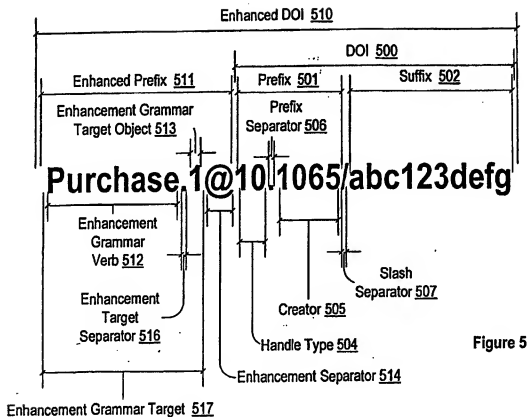 Enhanced DOI 510
DOI 500
Enhanced Prefix 511
Prefix 501
Suffix 502
Enhancement Grammar
Target Object 513
Prefix
Separator 506
Purchase.1@10.1065/abc123defg
Enhancement
Grammar
Verb 512
Slash
Separator 507
Enhancement
Target
Separator 516
Creator 505
Handle Type 504
Figure 5
Enhancement Separator 514
Enhancement Grammar Target 517